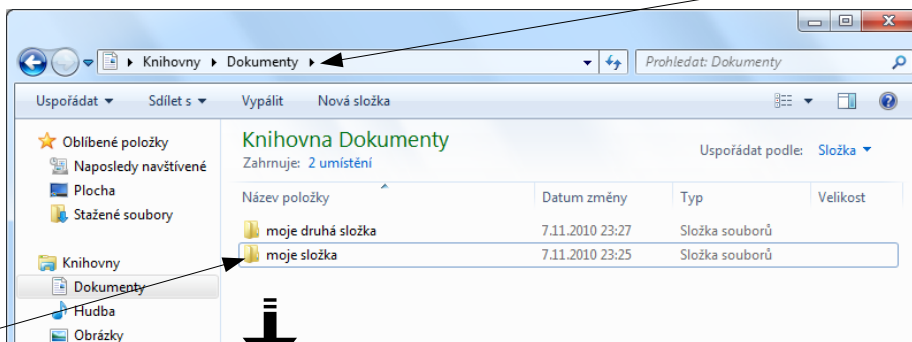 Knihovny Dokumenty Prohledat: Dokumenty
Uspořádat Sdílet s Vypálit Nová složka
Oblíbené položky
Naposledy navštívené
Plocha
Stažené soubory
Knihovny
Dokumenty
Hudba
Obrázky
Knihovna Dokumenty
Zahrnuje: 2 umístění
Uspořádat podle: Složka
Název položky Datum změny Typ Velikost
moje druhá složka 7.11.2010 23:27 Složka souborů
moje složka 7.11.2010 23:25 Složka souborů